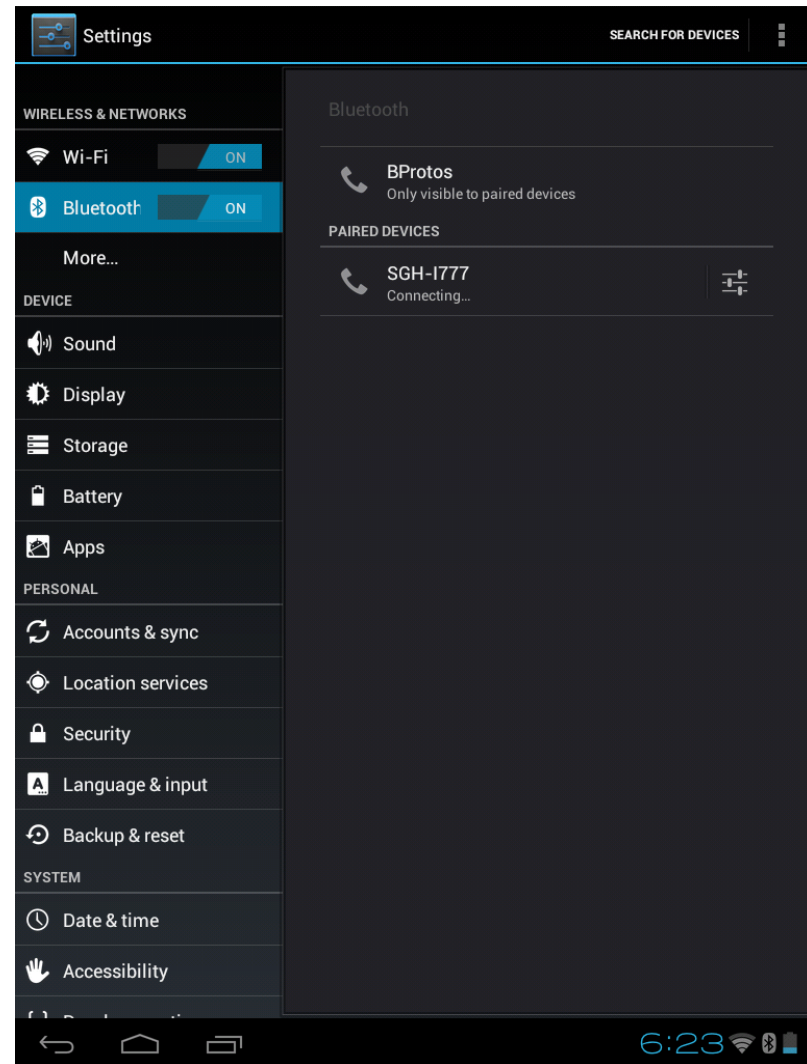 Settings
SEARCH FOR DEVICES
WIRELESS & NETWORKS
Wi-Fi ON
Bluetooth ON
More...
DEVICE
Sound
Display
Storage
Battery
Apps
PERSONAL
Accounts & sync
Location services
Security
Language & input
Backup & reset
SYSTEM
Date & time
Accessibility
Bluetooth
BProtos
Only visible to paired devices
PAIRED DEVICES
SGH-I777
Connecting...
6:23